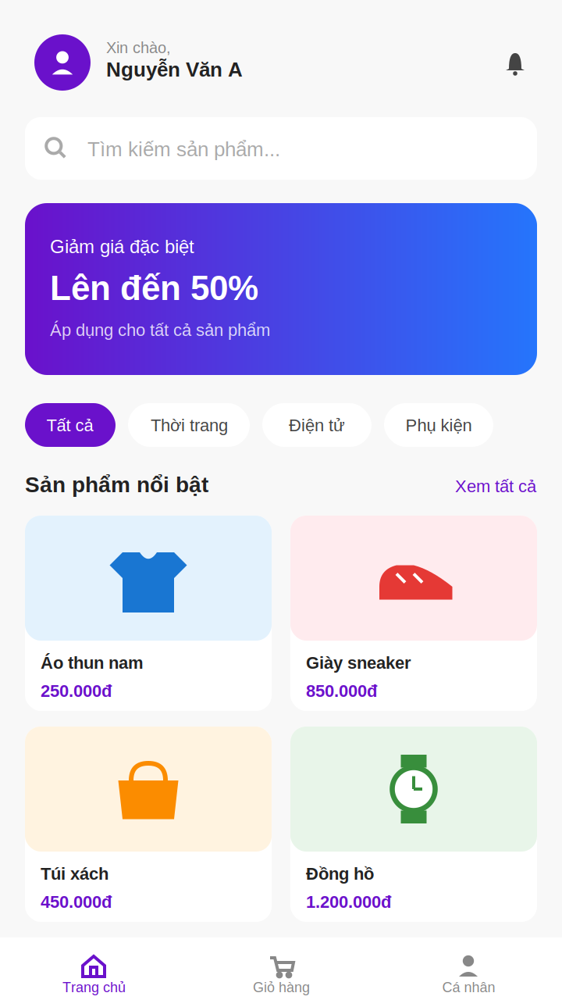 Xin chào,
Nguyễn Văn A
Tìm kiếm sản phẩm...
Giảm giá đặc biệt
Lên đến 50%
Áp dụng cho tất cả sản phẩm
Tất cả
Thời trang
Điện tử
Phụ kiện
Sản phẩm nổi bật
Xem tất cả
Áo thun nam
250.000đ
Giày sneaker
850.000đ
Túi xách
450.000đ
Đồng hồ
1.200.000đ
Trang chủ
Giỏ hàng
Cá nhân